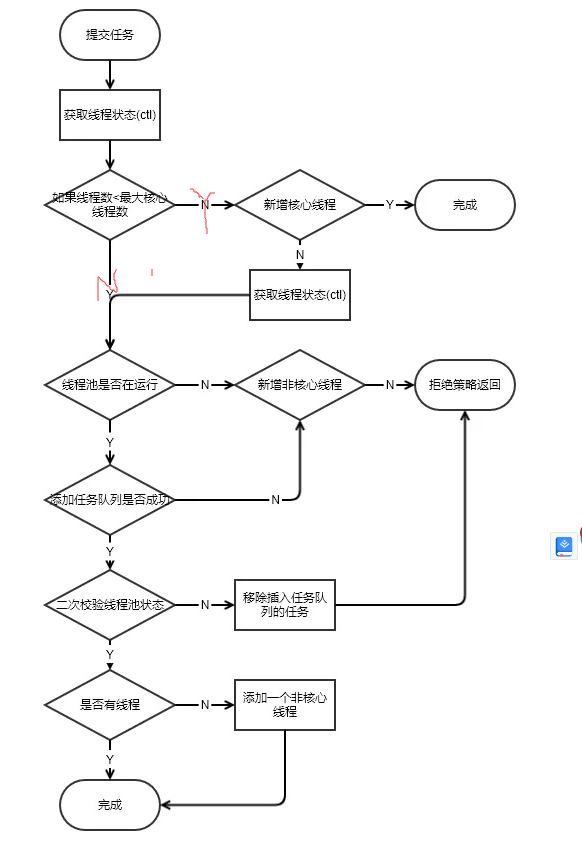 提交任务
获取线程状态(ctl)
如果线程数<最大核心
线程数
N
Y
新增核心线程
Y
完成
N
获取线程状态(ctl)
N
Y
线程池是否在运行
N
新增非核心线程
N
拒绝策略返回
Y
添加任务队列是否成功
N
Y
二次校验线程池状态
N
移除插入任务队
列的任务
Y
是否有线程
N
添加一个非核心
线程
Y
完成